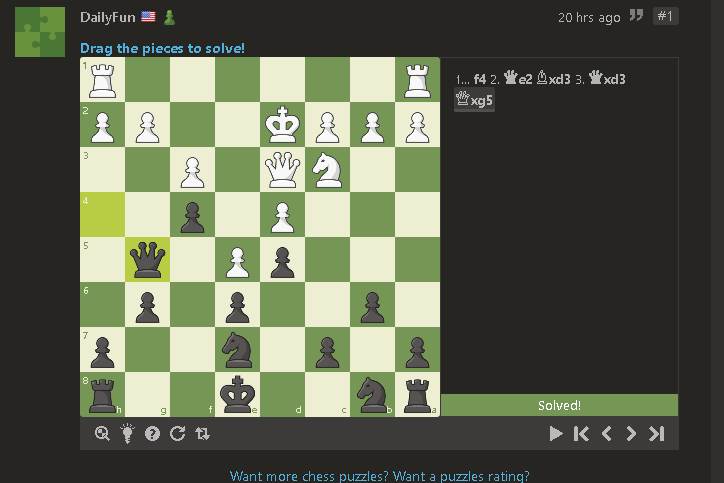 DailyFun
20 hrs ago #1
Drag the pieces to solve!
1... f4 2. ♛e2 ♗xd3 3. ♛xd3
♕xg5
1
2
3
4
5
6
7
8
h g f e d c b a
Solved!
Want more chess puzzles? Want a puzzles rating?